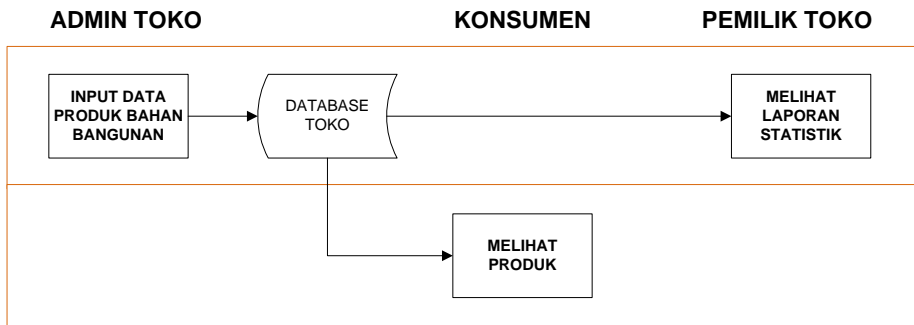 ADMIN TOKO
KONSUMEN
PEMILIK TOKO
INPUT DATA
PRODUK BAHAN
BANGUNAN
DATABASE
TOKO
MELIHAT
LAPORAN
STATISTIK
MELIHAT
PRODUK